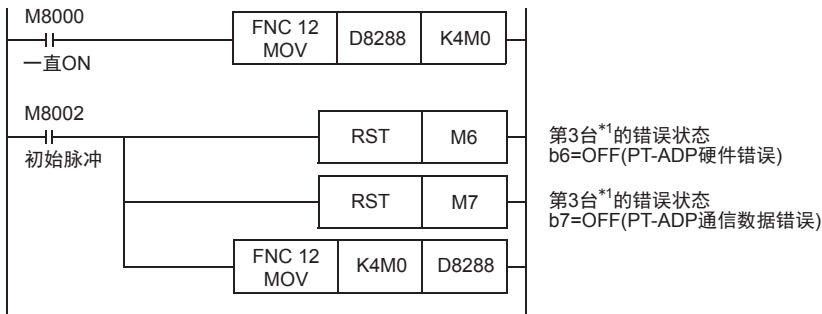 M8000
一直ON
FNC 12
MOV
D8288
K4M0
M8002
初始脉冲
RST
M6
第3台*1的错误状态
b6=OFF(PT-ADP硬件错误)
RST
M7
第3台*1的错误状态
b7=OFF(PT-ADP通信数据错误)
FNC 12
MOV
K4M0
D8288